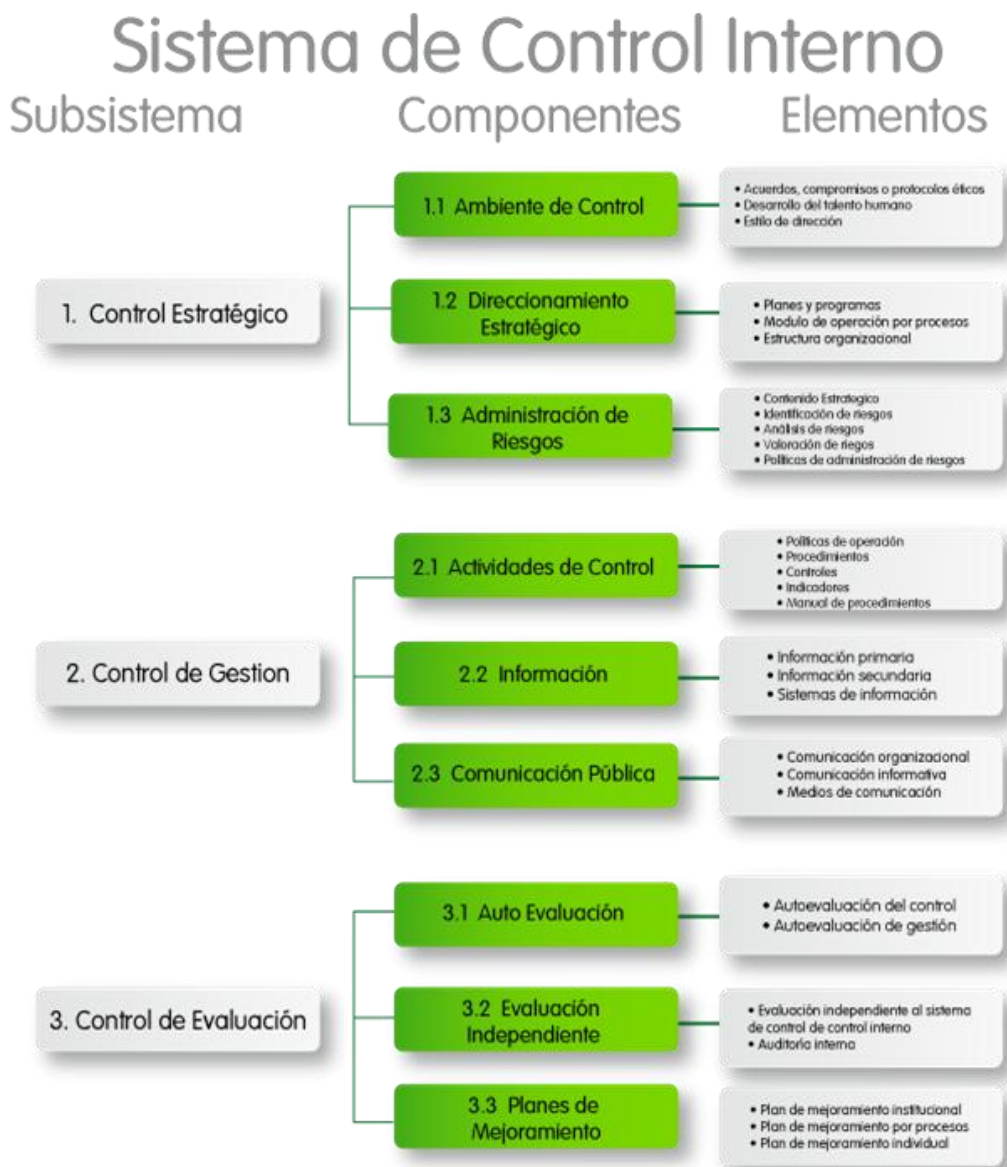 Sistema de Control Interno
Subsistema
Componentes
Elementos
1. Control Estratégico
1.1 Ambiente de Control
• Acuerdos, compromisos o protocolos éticos
• Desarrollo del talento humano
• Estilo de dirección
1.2 Direccionamiento
Estratégico
• Planes y programas
• Modulo de operación por procesos
• Estructura organizacional
1.3 Administración de
Riesgos
• Contenido Estrategico
• Identificación de riesgos
• Análisis de riesgos
• Valoración de riegos
• Políticas de administración de riesgos
2. Control de Gestion
2.1 Actividades de Control
• Políticas de operación
• Procedimientos
• Controles
• Indicadores
• Manual de procedimientos
2.2 Información
• Información primaria
• Información secundaria
• Sistemas de información
2.3 Comunicación Pública
• Comunicación organizacional
• Comunicación informativa
• Medios de comunicación
3. Control de Evaluación
3.1 Auto Evaluación
• Autoevaluación del control
• Autoevaluación de gestión
3.2 Evaluación
Independiente
• Evaluación independiente al sistema
de control de control interno
• Auditoría interna
3.3 Planes de
Mejoramiento
• Plan de mejoramiento institucional
• Plan de mejoramiento por procesos
• Plan de mejoramiento individual